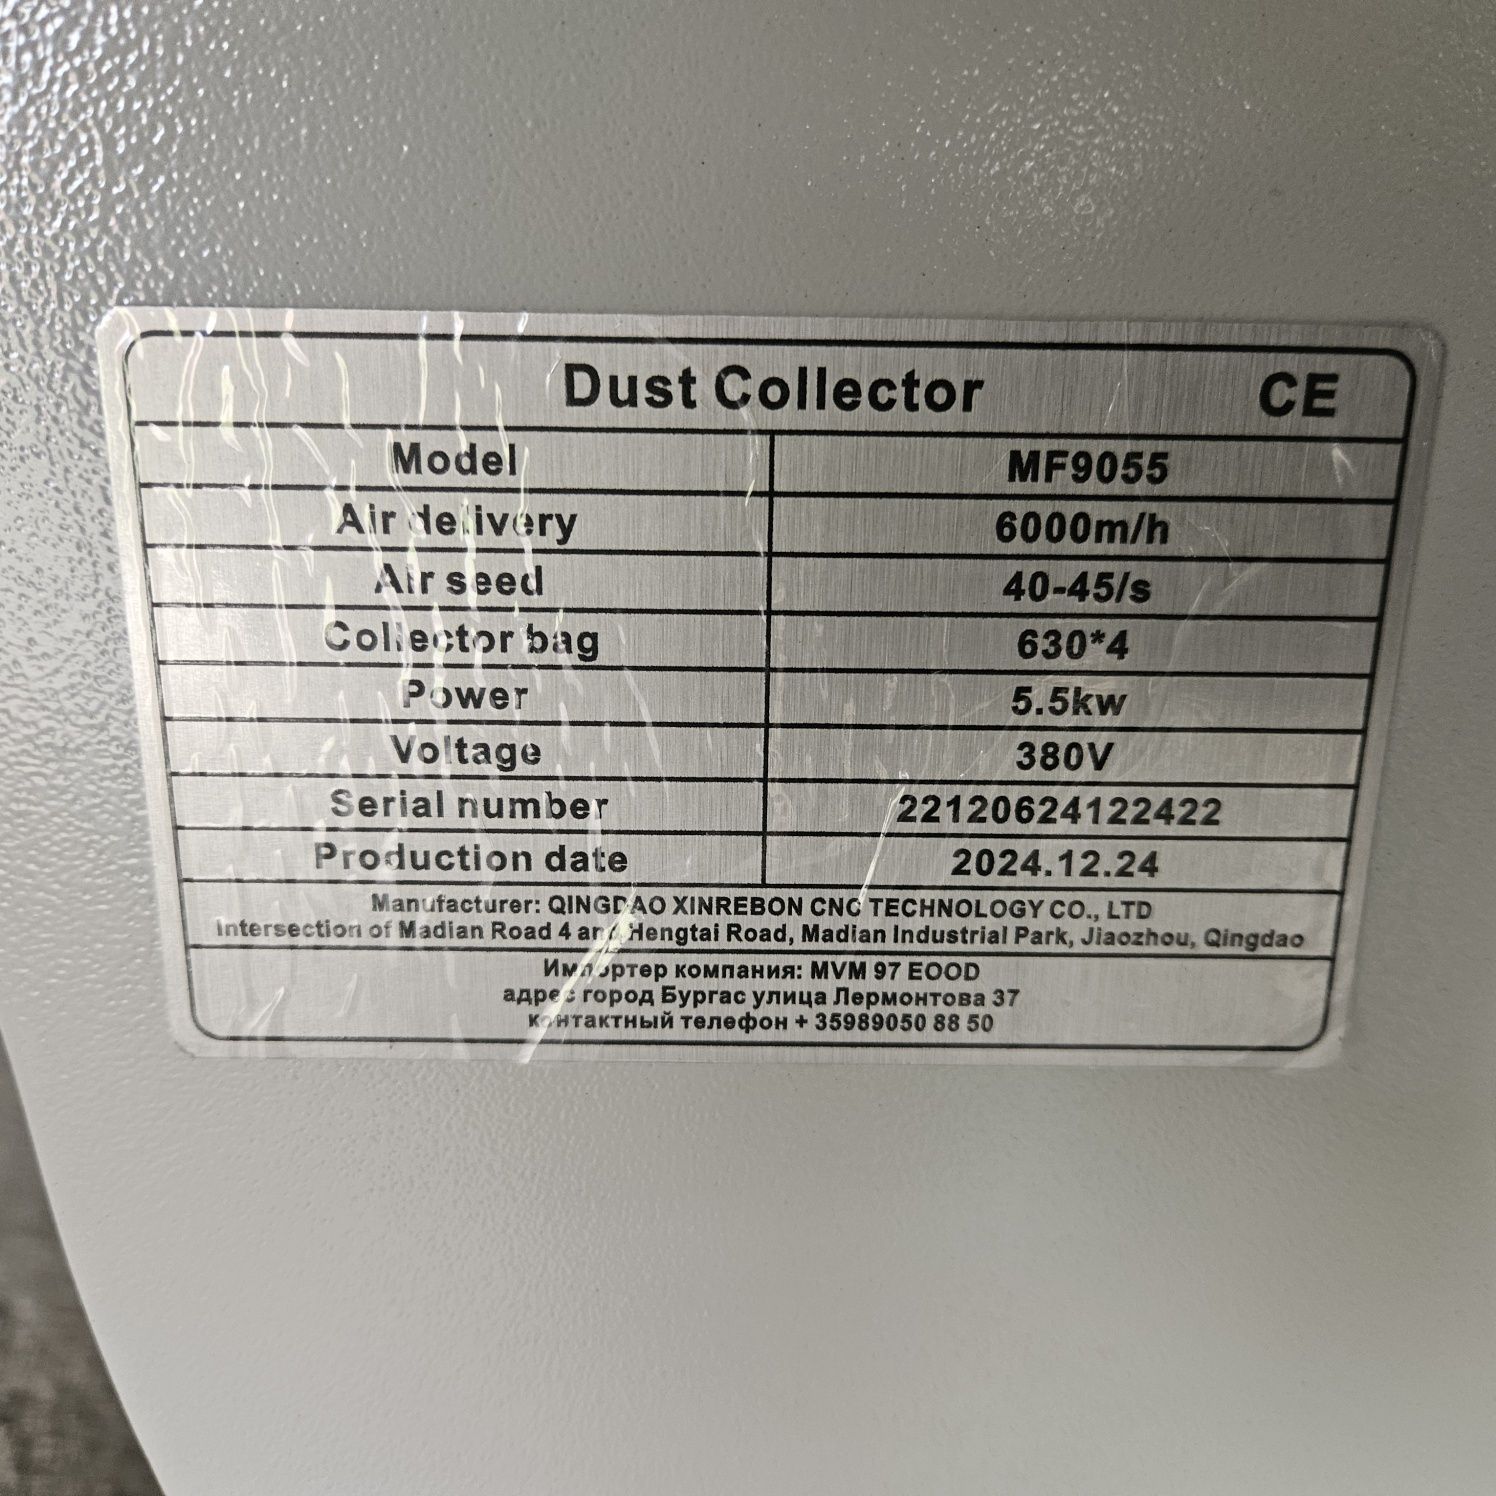 Dust Collector CE
Model MF9055
Air delivery 6000m/h
Air seed 40-45/s
Collector bag 630*4
Power 5.5kw
Voltage 380V
Serial number 22120624122422
Production date 2024.12.24
Manufacturer: QINGDAO XINREBON CNC TECHNOLOGY CO., LTD
Intersection of Madian Road 4 and Hengtai Road, Madian Industrial Park, Jiaozhou, Qingdao
Импортер компания: MVM 97 EOOD
адрес город Бургас улица Лермонтова 37
контактный телефон + 35989050 88 50